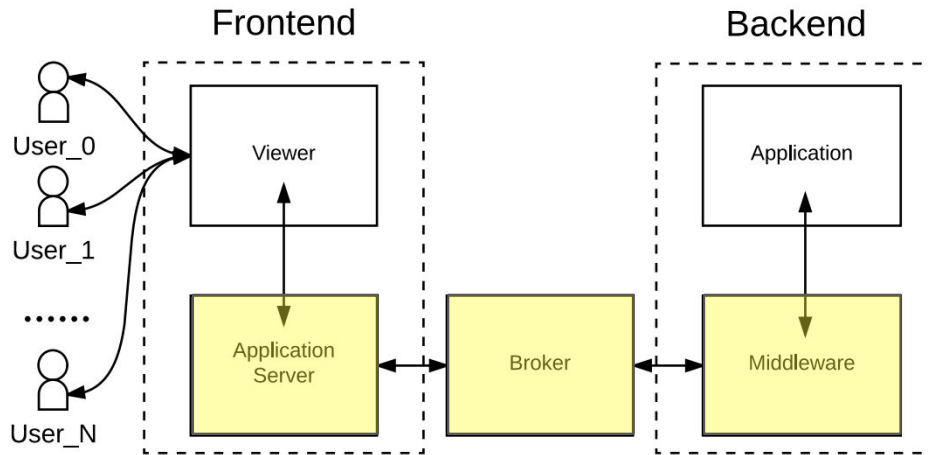 Frontend
Backend
User_0
Viewer
Application
User_1
......
Application
Server
Broker
Middleware
User_N